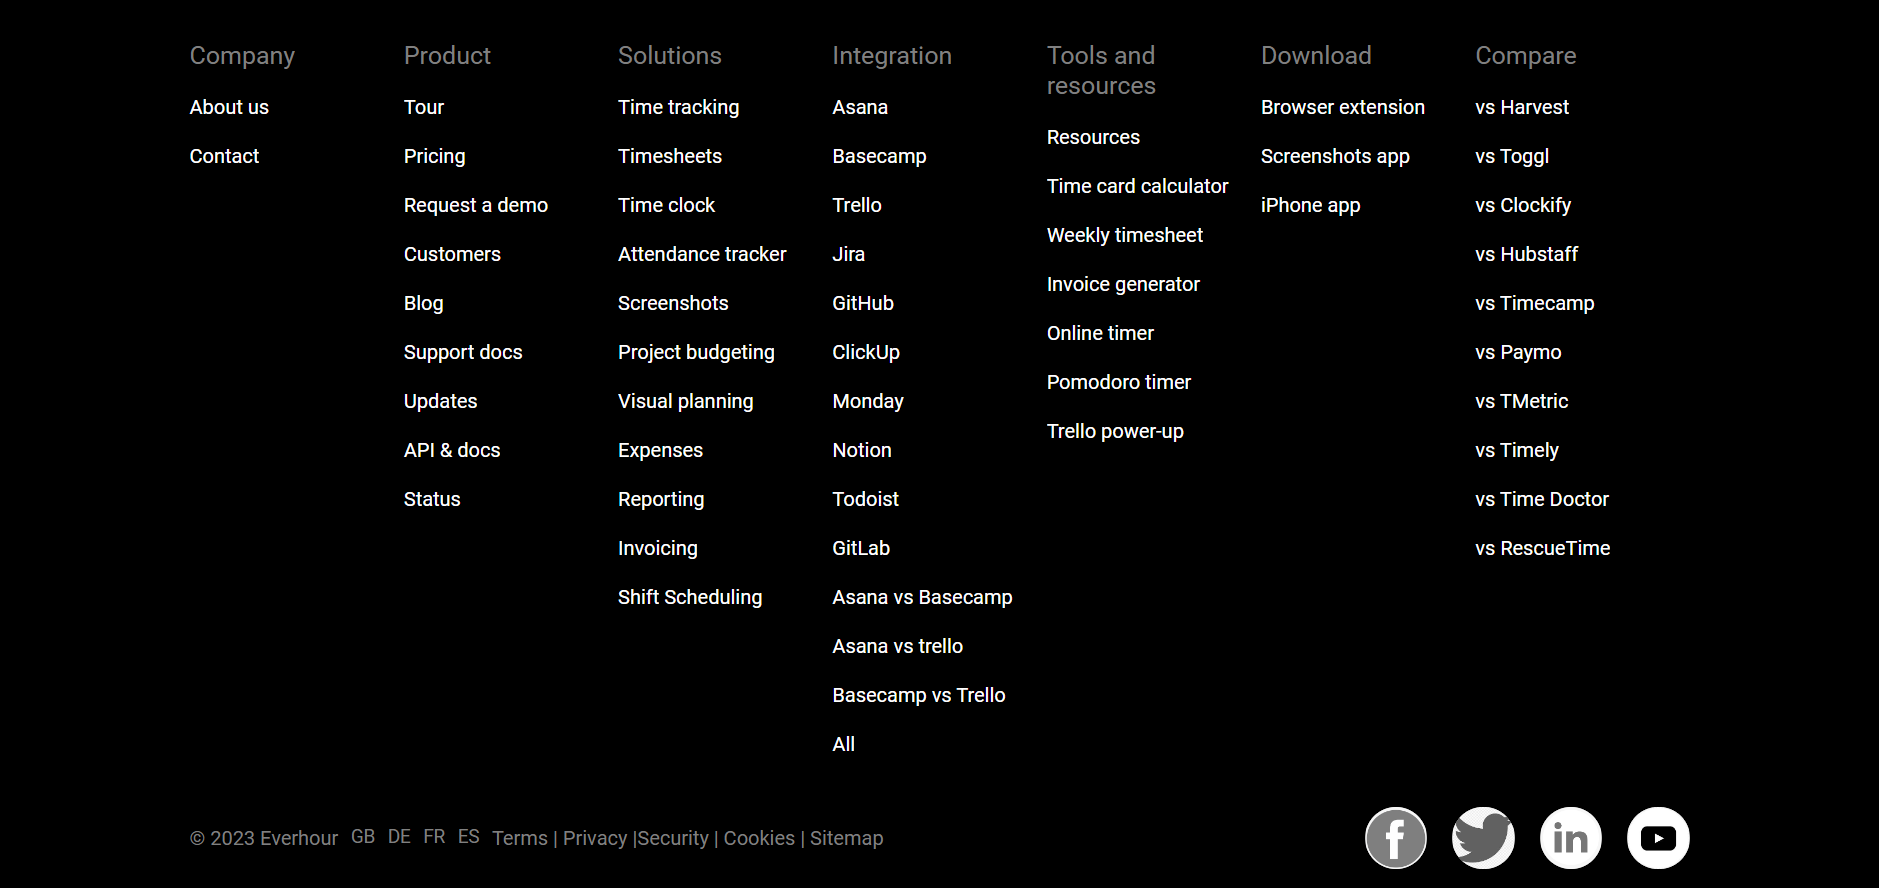 Company
About us
Contact
Product
Tour
Pricing
Request a demo
Customers
Blog
Support docs
Updates
API & docs
Status
Solutions
Time tracking
Timesheets
Time clock
Attendance tracker
Screenshots
Project budgeting
Visual planning
Expenses
Reporting
Invoicing
Shift Scheduling
Integration
Asana
Basecamp
Trello
Jira
GitHub
ClickUp
Monday
Notion
Todoist
GitLab
Asana vs Basecamp
Asana vs trello
Basecamp vs Trello
All
Tools and
resources
Resources
Time card calculator
Weekly timesheet
Invoice generator
Online timer
Pomodoro timer
Trello power-up
Download
Browser extension
Screenshots app
iPhone app
Compare
vs Harvest
vs Toggl
vs Clockify
vs Hubstaff
vs Timecamp
vs Paymo
vs TMetric
vs Timely
vs Time Doctor
vs RescueTime
© 2023 Everhour GB DE FR ES Terms | Privacy |Security | Cookies | Sitemap
f in